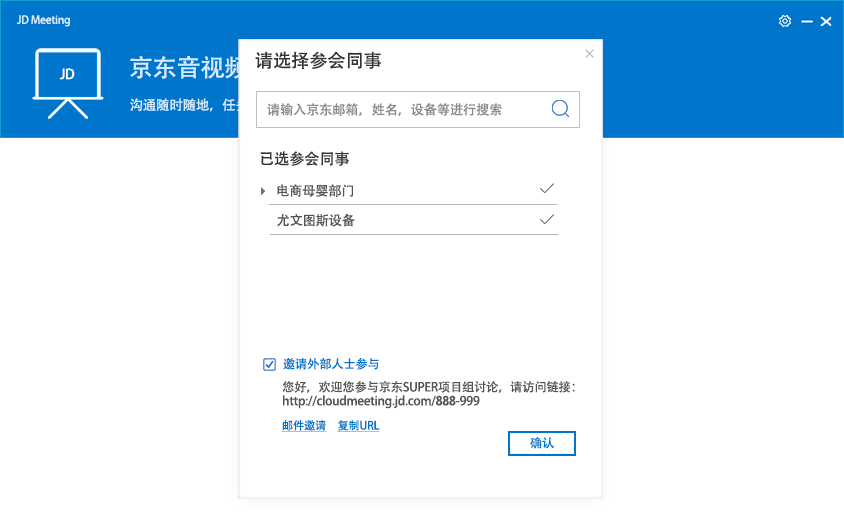 JD Meeting
JD
京东音视频
沟通随时随地，任
请选择参会同事
请输入京东邮箱，姓名，设备等进行搜索
已选参会同事
电商母婴部门
尤文图斯设备
邀请外部人士参与
您好，欢迎您参与京东SUPER项目组讨论，请访问链接：
http://cloudmeeting.jd.com/888-999
邮件邀请 复制URL
确认